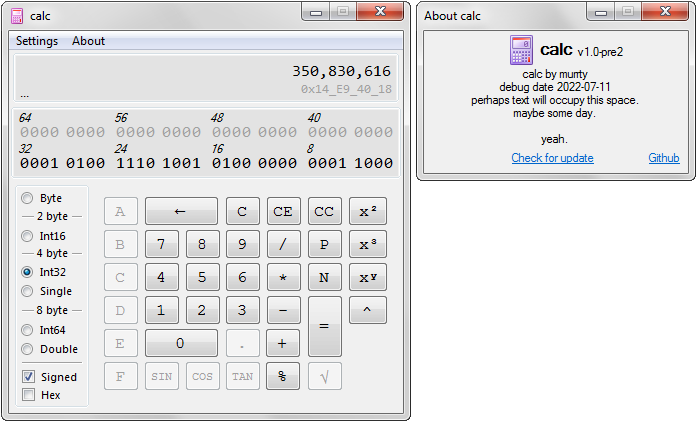 calc
Settings About
350,830,616
... 0x14_E9_40_18
64 56 48 40
0000 0000 0000 0000 0000 0000 0000 0000
32 24 16 8
0001 0100 1110 1001 0100 0000 0001 1000
Byte
2 byte
Int16
4 byte
Int32
Single
8 byte
Int64
Double
Signed
Hex
A ← C CE CC x²
B 7 8 9 / P x³
C 4 5 6 * N xʸ
D 1 2 3 - = ^
E 0 . +
F SIN COS TAN % √
About calc
calc v1.0-pre2
calc by murrty
debug date 2022-07-11
perhaps text will occupy this space.
maybe some day.
yeah.
Check for update Github